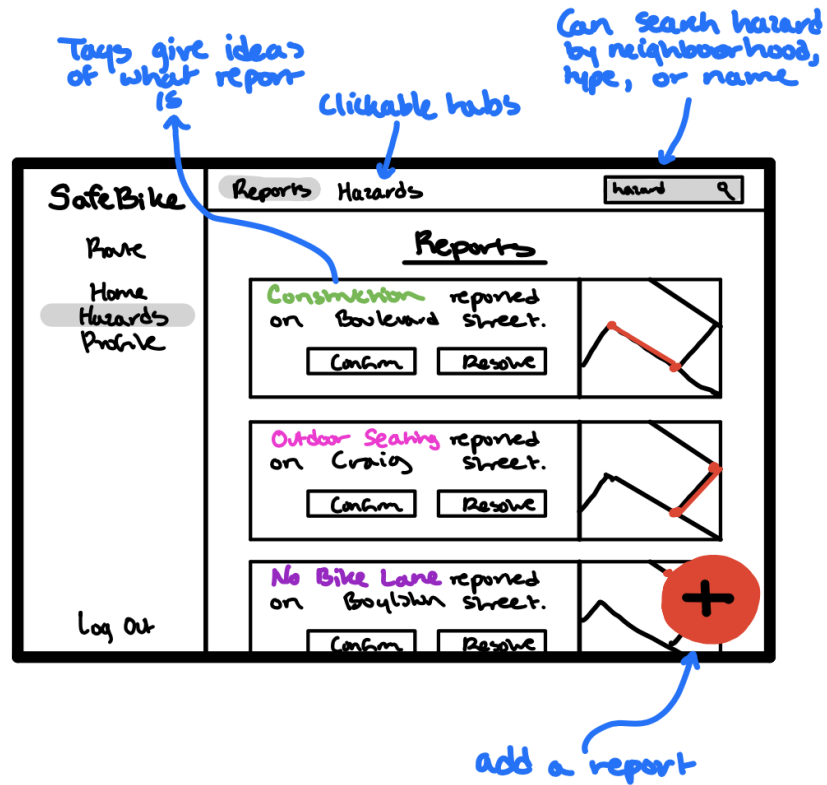 Can search hazard
Tags give ideas
by neighboorhood,
of what report
type, or name
is
Clickable
SafeBike
Reports Hazards
hazard
Route
Home
Hazards
Profile
Log Out
Reports
Construction reported
on Boulevard street.
Confirm Resolve
Outdoor Seating reported
on Craig street.
Confirm Resolve
No Bike Lane reported
on Boylston street.
Confirm Resolve
+
add a report